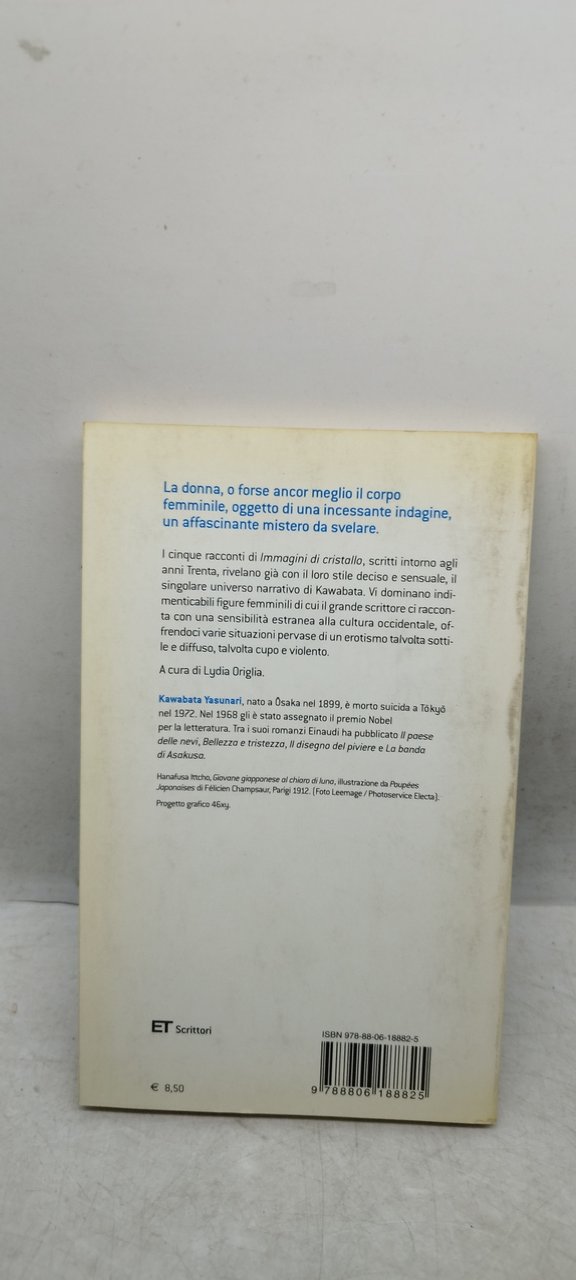 La donna, o forse ancor meglio il corpo
femminile, oggetto di una incessante indagine,
un affascinante mistero da svelare.
I cinque racconti di Immagini di cristallo, scritti intorno agli
anni Trenta, rivelano già con il loro stile deciso e sensuale, il
singolare universo narrativo di Kawabata. Vi dominano indi-
menticabili figure femminili di cui il grande scrittore ci raccon-
ta con una sensibilità estranea alla cultura occidentale, of-
frendoci varie situazioni pervase di un erotismo talvolta sotti-
le e diffuso, talvolta cupo e violento.
A cura di Lydia Origlia.
Kawabata Yasunari, nato a Ōsaka nel 1899, è morto suicida a Tōkyō
nel 1972. Nel 1968 gli è stato assegnato il premio Nobel
per la letteratura. Tra i suoi romanzi Einaudi ha pubblicato Il paese
delle nevi, Bellezza e tristezza, Il disegno del piviere e La banda
di Asakusa.
Hanafusa Ittcho, Giovane giapponese al chiaro di luna, illustrazione da Poupées
Japonaises di Félicien Champsaur, Parigi 1912. (Foto Leemage / Photoservice Electa).
Progetto grafico 46xy.
ET Scrittori
ISBN 978-88-06-18882-5
€ 8,50
9 788806 188825